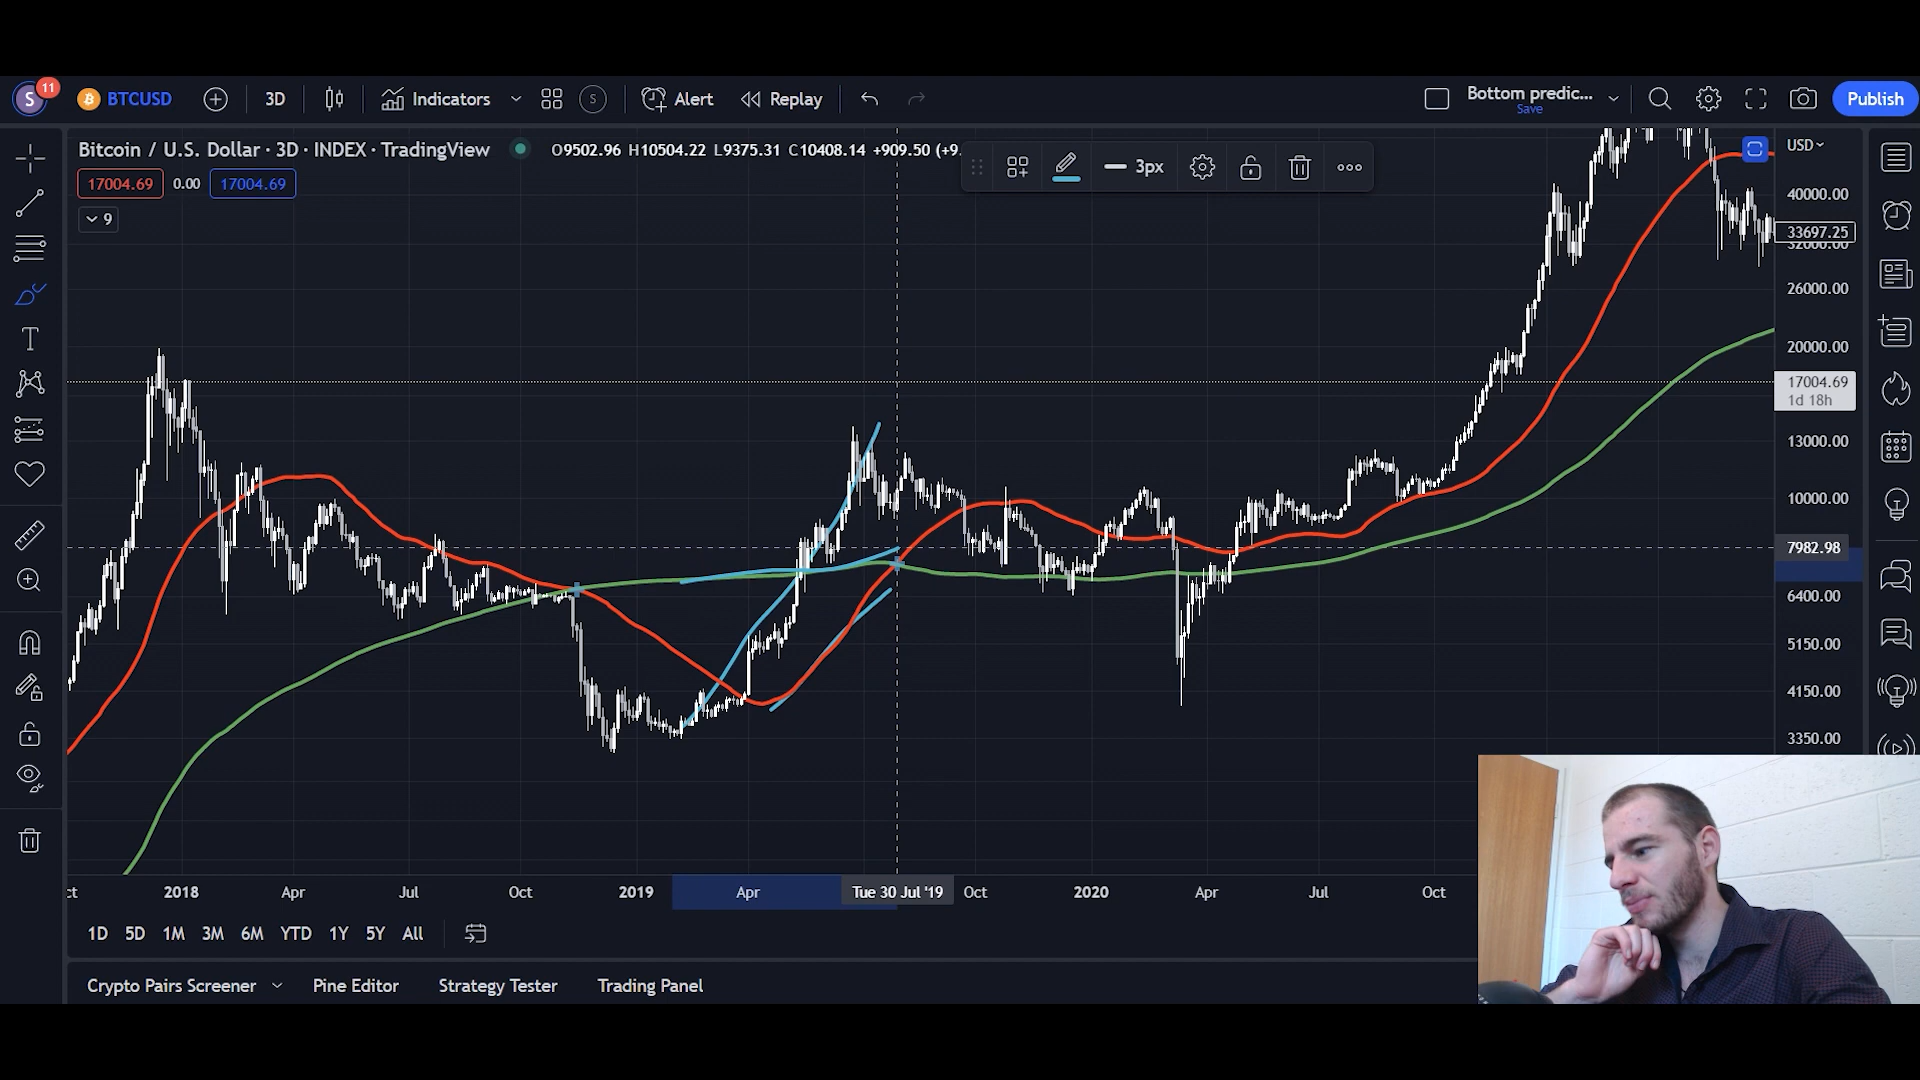 S 11 BTCUSD 3D Indicators S Alert Replay Bottom predic... Save Publish
Bitcoin / U.S. Dollar · 3D · INDEX · TradingView O9502.96 H10504.22 L9375.31 C10408.14 +909.50 (+9.
17004.69 0.00 17004.69
9
3px
USD
40000.00
33697.25
32000.00
26000.00
20000.00
17004.69
1d 18h
13000.00
10000.00
7982.98
6400.00
5150.00
4150.00
3350.00
ct 2018 Apr Jul Oct 2019 Apr Tue 30 Jul '19 Oct 2020 Apr Jul Oct
1D 5D 1M 3M 6M YTD 1Y 5Y All
Crypto Pairs Screener Pine Editor Strategy Tester Trading Panel